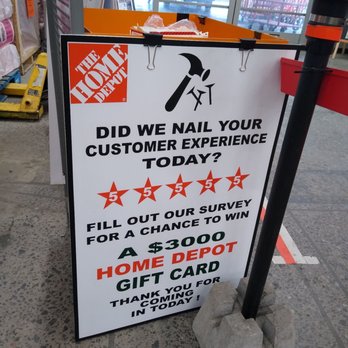 THE
HOME
DEPOT
DID WE NAIL YOUR
CUSTOMER EXPERIENCE
TODAY?
5 5 5 5 5
FILL OUT OUR SURVEY
FOR A CHANCE TO WIN
A $3000
HOME DEPOT
GIFT CARD
THANK YOU FOR
COMING
IN TODAY !